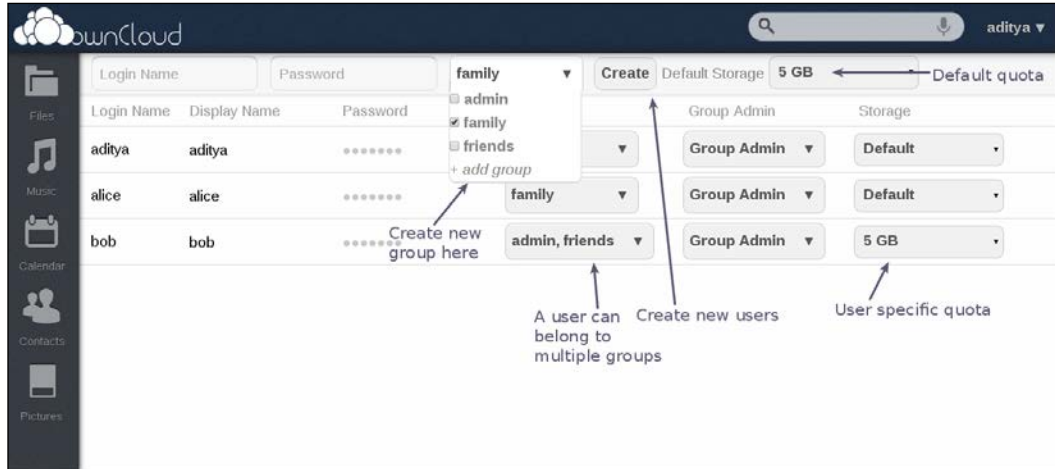 ownCloud
aditya ▼
Files
Music
Calendar
Contacts
Pictures
Login Name Password family ▼ Create Default Storage 5 GB Default quota
admin
family
friends
+ add group
Login Name Display Name Password Group Admin Storage
aditya aditya ●●●●●●● ▼ Group Admin ▼ Default
alice alice ●●●●●●● family ▼ Group Admin ▼ Default
bob bob ●●●●●●● admin, friends ▼ Group Admin ▼ 5 GB
Create new
group here
A user can
belong to
multiple groups
Create new users
User specific quota